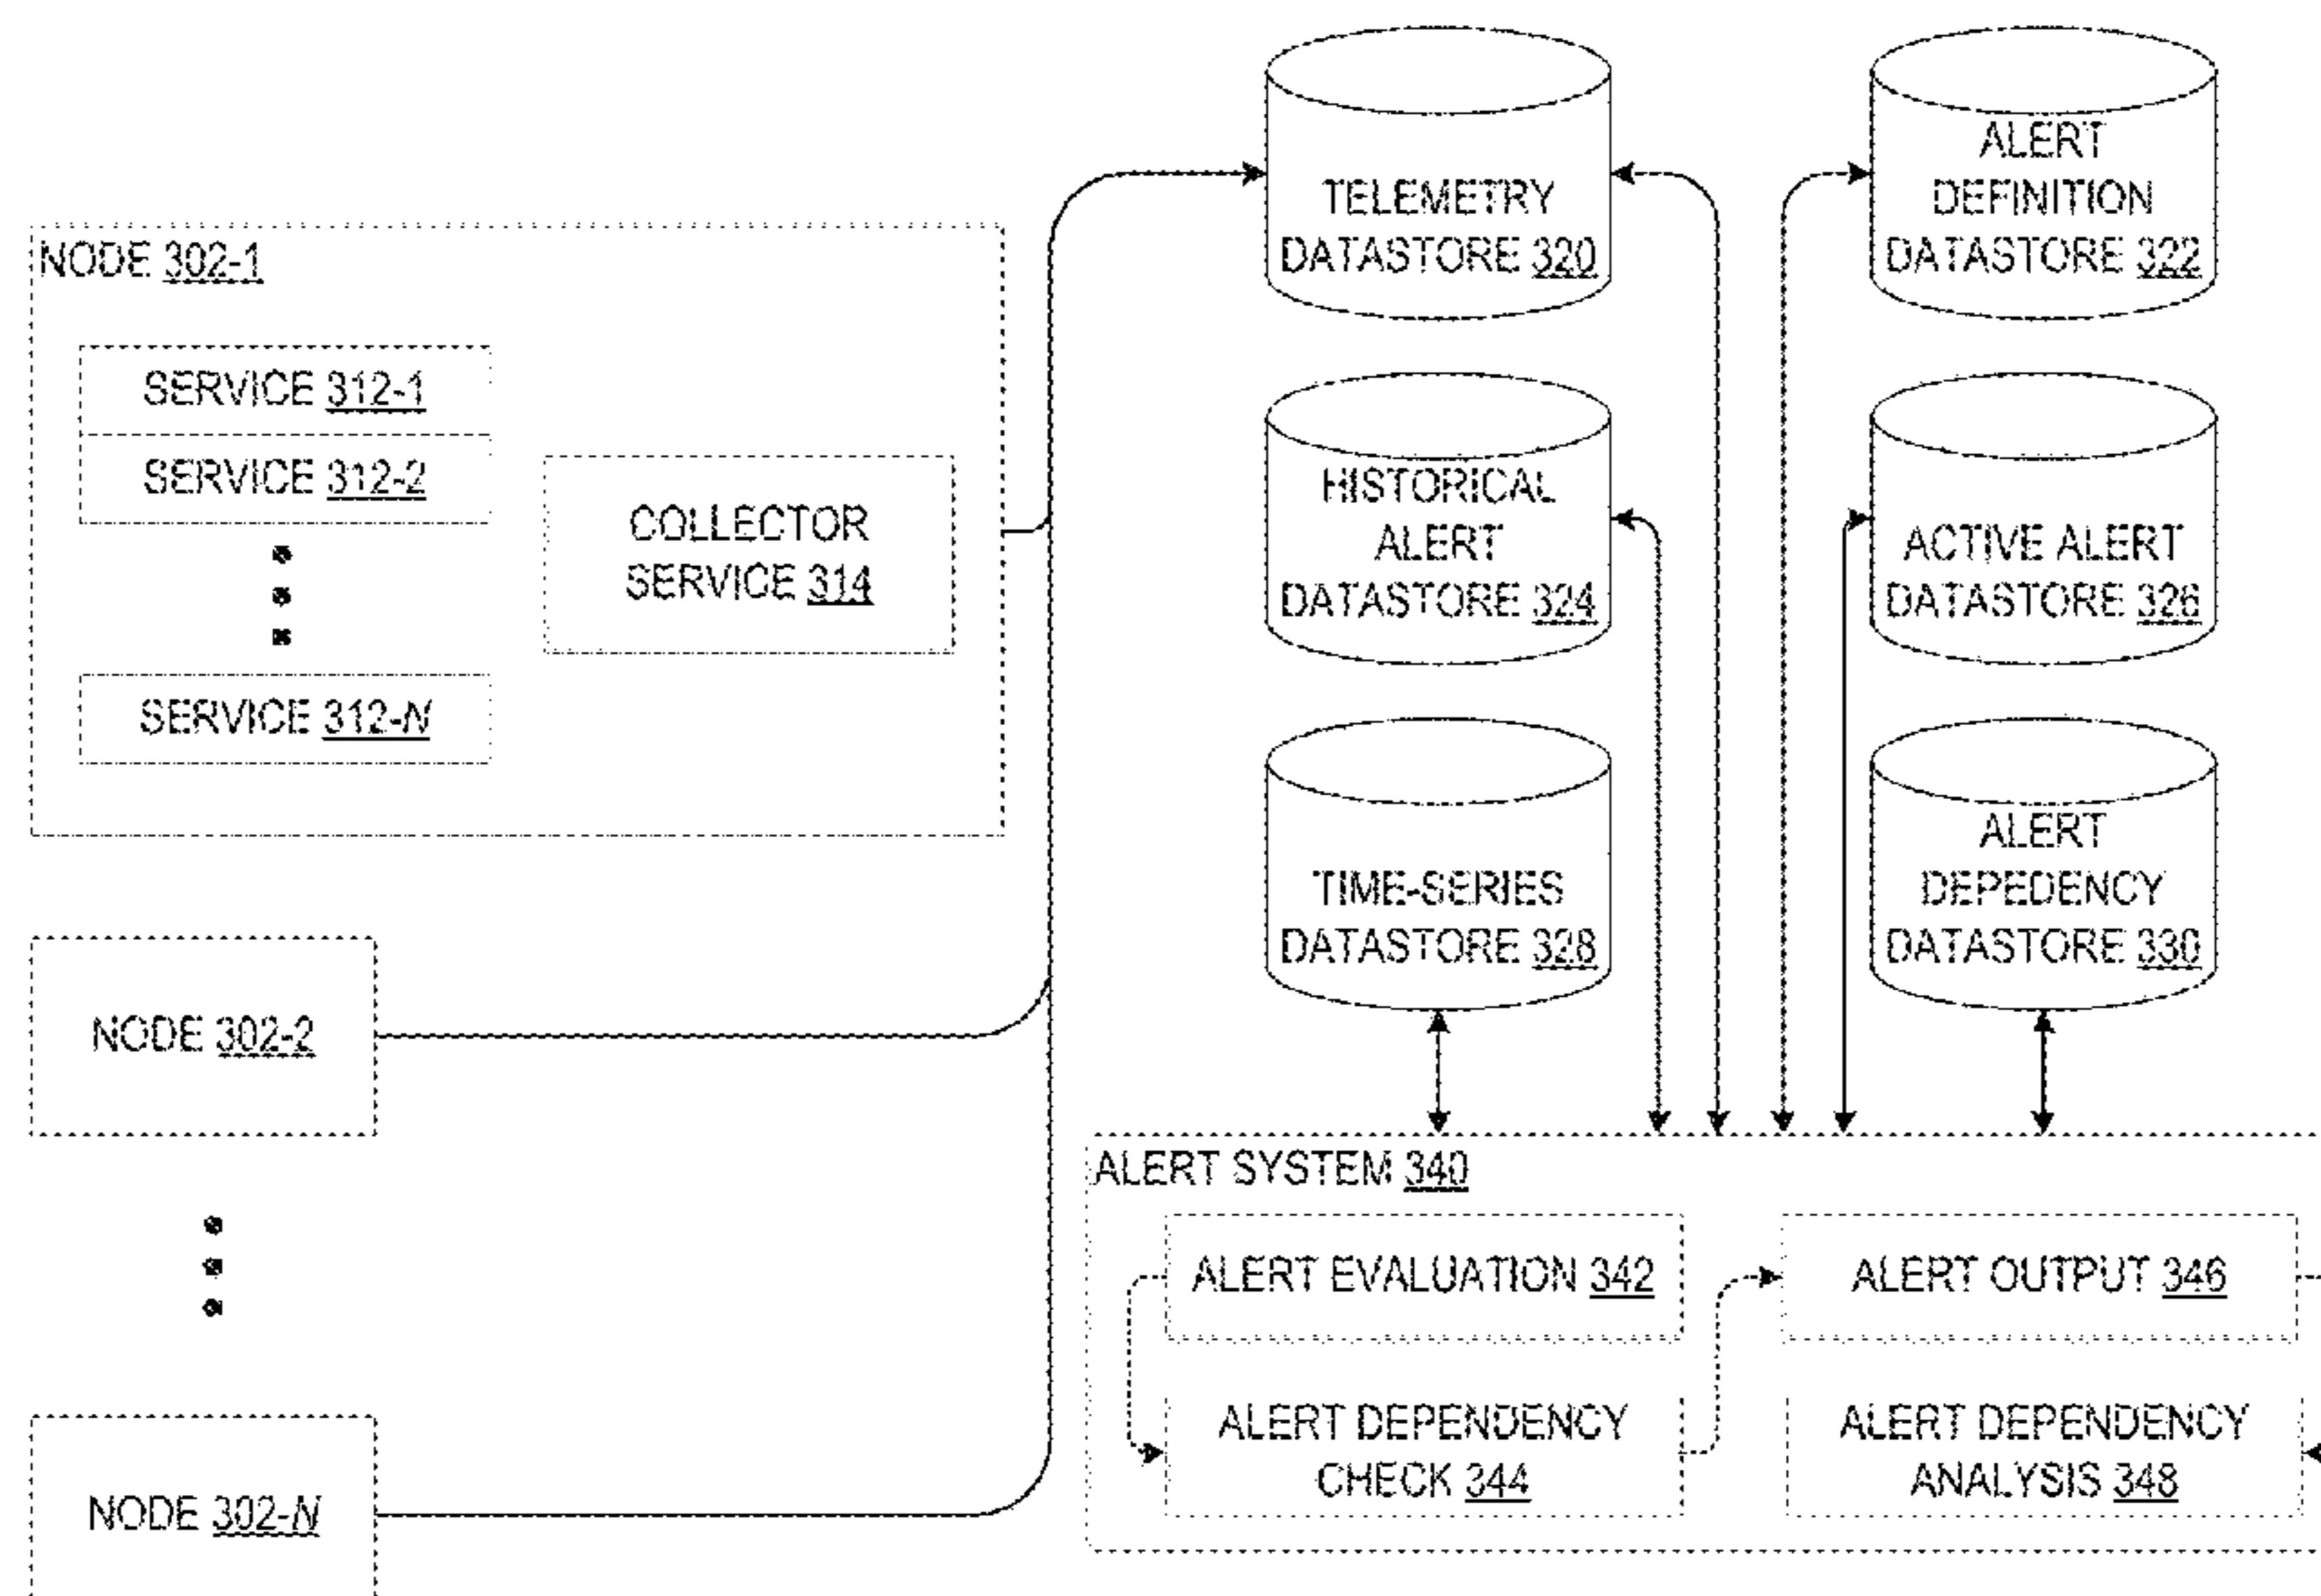 NODE 302-1
SERVICE 312-1
SERVICE 312-2
SERVICE 312-N
COLLECTOR
SERVICE 314
NODE 302-2
NODE 302-N
TELEMETRY
DATASTORE 320
ALERT
DEFINITION
DATASTORE 322
HISTORICAL
ALERT
DATASTORE 324
ACTIVE ALERT
DATASTORE 326
TIME-SERIES
DATASTORE 328
ALERT
DEPEDENCY
DATASTORE 330
ALERT SYSTEM 340
ALERT EVALUATION 342
ALERT DEPENDENCY
CHECK 344
ALERT OUTPUT 346
ALERT DEPENDENCY
ANALYSIS 348